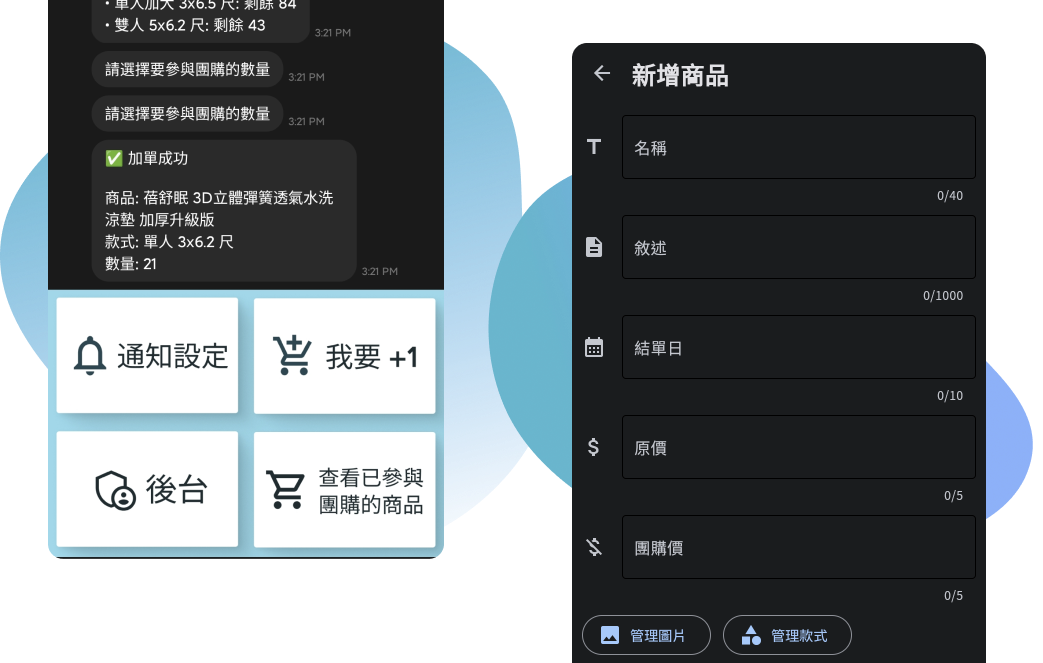 • 單人加大 3x6.5 尺: 剩餘 84
• 雙人 5x6.2 尺: 剩餘 43
3:21 PM
請選擇要參與團購的數量
3:21 PM
請選擇要參與團購的數量
3:21 PM
✅ 加單成功
商品: 蓓舒眠 3D立體彈簧透氣水洗
涼墊 加厚升級版
款式: 單人 3x6.2 尺
數量: 21
3:21 PM
通知設定
我要 +1
後台
查看已參與
團購的商品
新增商品
名稱
0/40
敘述
0/1000
結單日
0/10
原價
0/5
團購價
0/5
管理圖片
管理款式